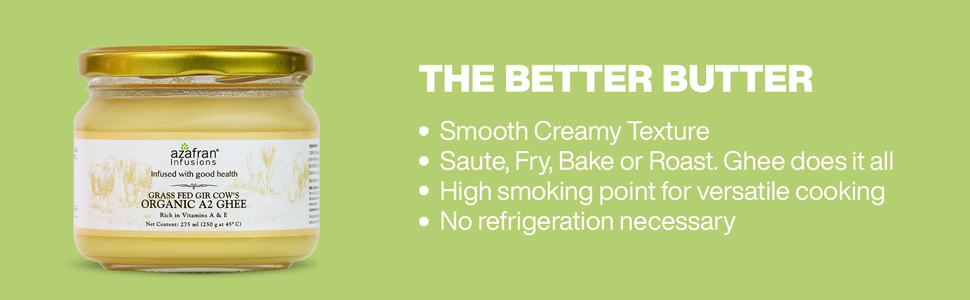 azafran®
Infusions
Infused with good health
GRASS FED GIR COW'S
ORGANIC A2 GHEE
Rich in Vitamins A & E
Net Content: 275 ml (250 g at 45° C)
THE BETTER BUTTER
• Smooth Creamy Texture
• Saute, Fry, Bake or Roast. Ghee does it all
• High smoking point for versatile cooking
• No refrigeration necessary